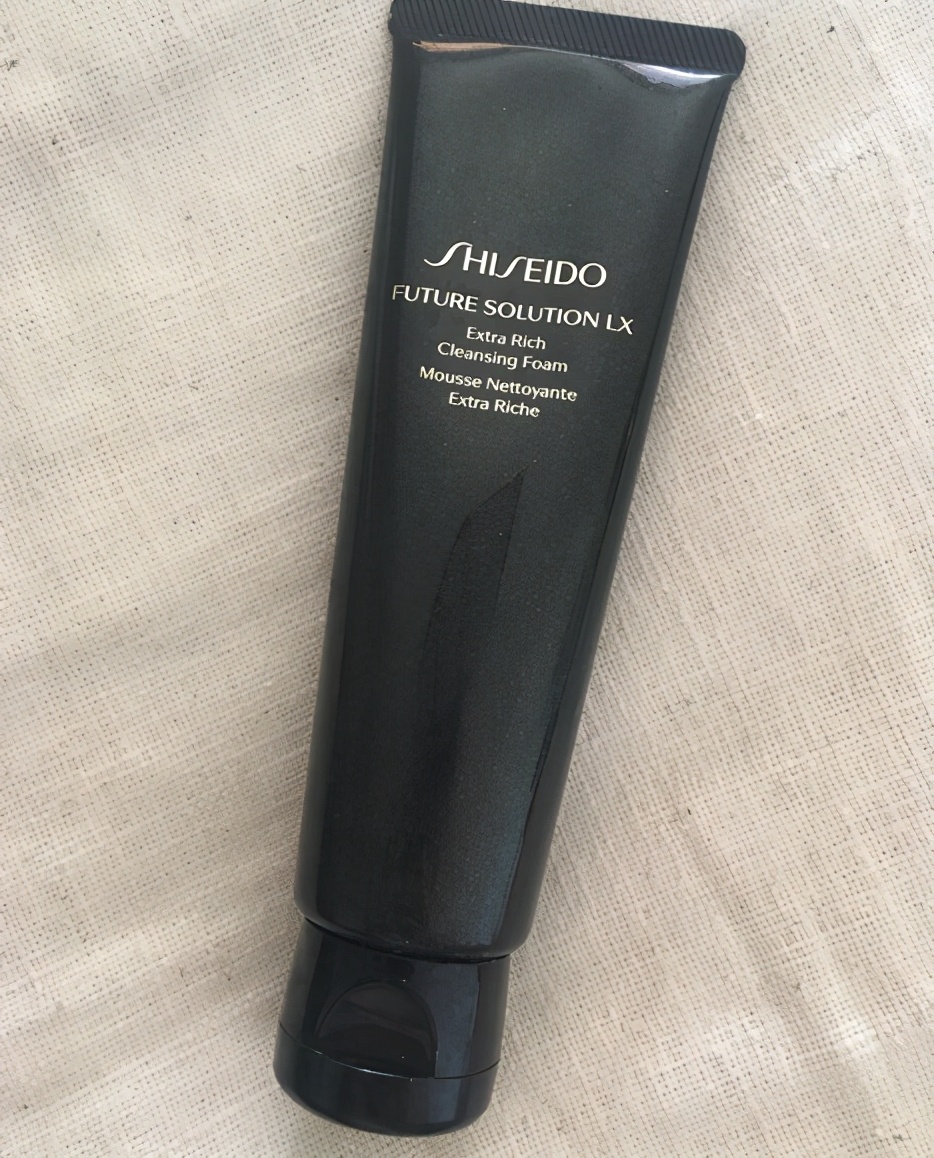 SHISEIDO
FUTURE SOLUTION LX
Extra Rich
Cleansing Foam
Mousse Nettoyante
Extra Riche